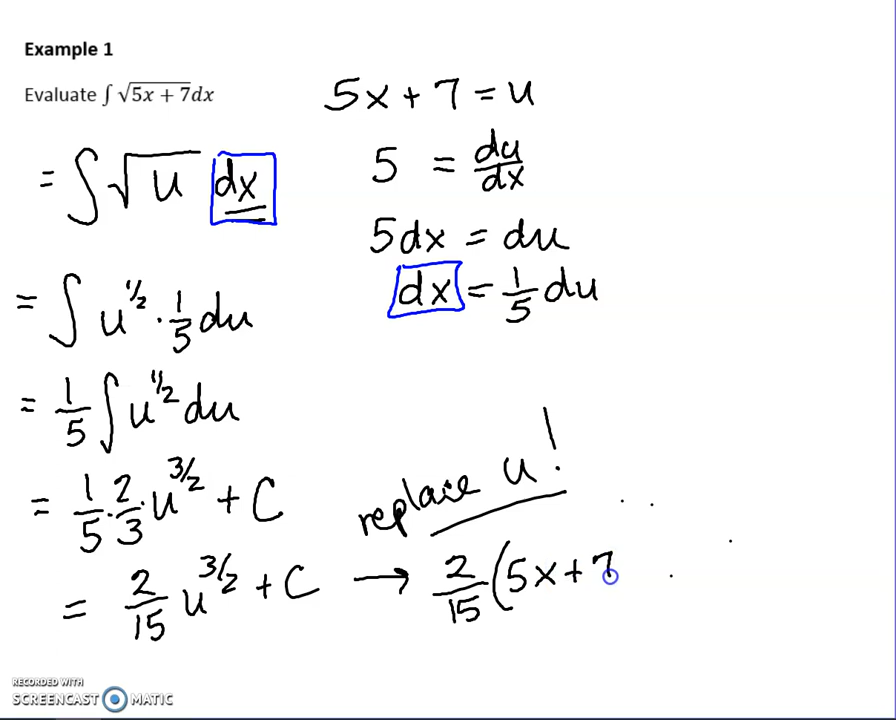 Example 1
Evaluate ∫ √(5x + 7)dx
5x + 7 = u
= ∫ √u dx
5 = du/dx
5dx = du
dx = 1/5 du
= ∫ u^1/2 · 1/5 du
= 1/5 ∫ u^1/2 du
= 1/5 · 2/3 · u^3/2 + C
replace u!
= 2/15 u^3/2 + C → 2/15 (5x + 7
RECORDED WITH
SCREENCAST MATIC